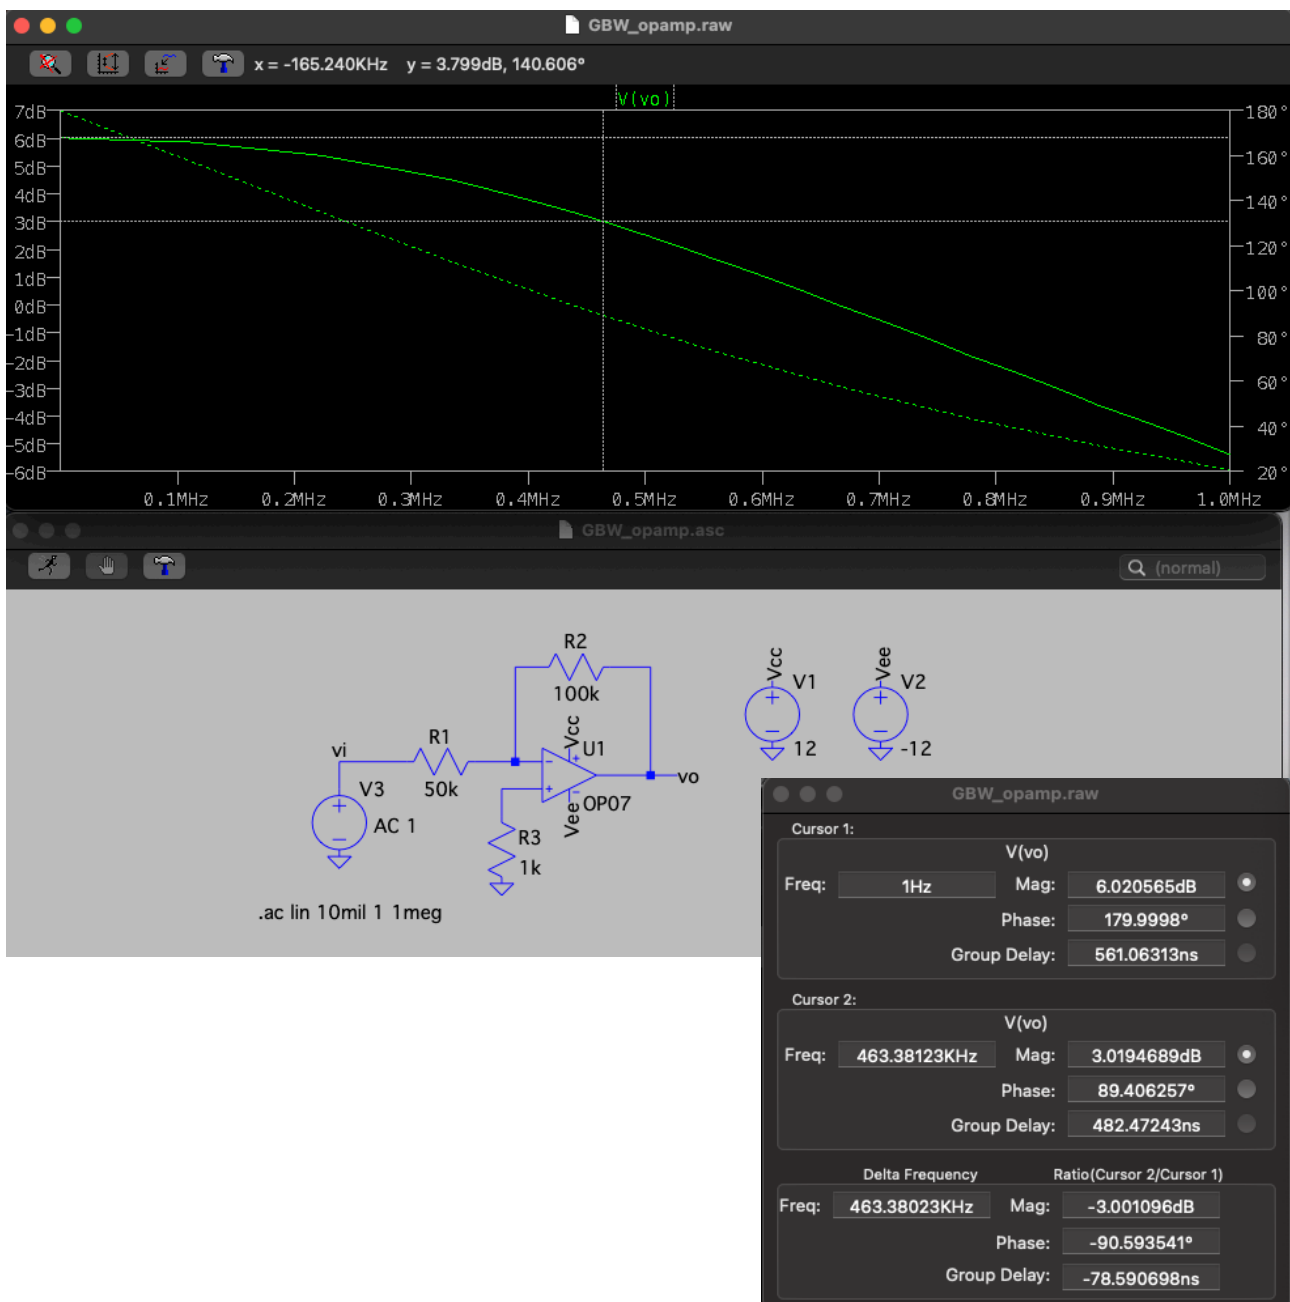 GBW_opamp.raw
x = -165.240KHz y = 3.799dB, 140.606°
V(vo)
7dB
6dB
5dB
4dB
3dB
2dB
1dB
0dB
-1dB
-2dB
-3dB
-4dB
-5dB
-6dB
180°
160°
140°
120°
100°
80°
60°
40°
20°
0.1MHz 0.2MHz 0.3MHz 0.4MHz 0.5MHz 0.6MHz 0.7MHz 0.8MHz 0.9MHz 1.0MHz
GBW_opamp.asc
(normal)
R2
100k
Vcc
U1
R1
50k
vi
V3
AC 1
vo
OP07
Vee
R3
1k
.ac lin 10mil 1 1meg
Vcc
V1
12
Vee
V2
-12
GBW_opamp.raw
Cursor 1:
V(vo)
Freq: 1Hz Mag: 6.020565dB
Phase: 179.9998°
Group Delay: 561.06313ns
Cursor 2:
V(vo)
Freq: 463.38123KHz Mag: 3.0194689dB
Phase: 89.406257°
Group Delay: 482.47243ns
Delta Frequency Ratio(Cursor 2/Cursor 1)
Freq: 463.38023KHz Mag: -3.001096dB
Phase: -90.593541°
Group Delay: -78.590698ns